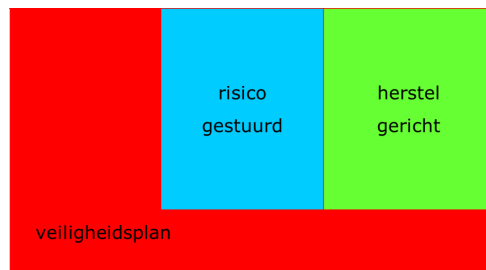 risico
gestuurd
herstel
gericht
veiligheidsplan